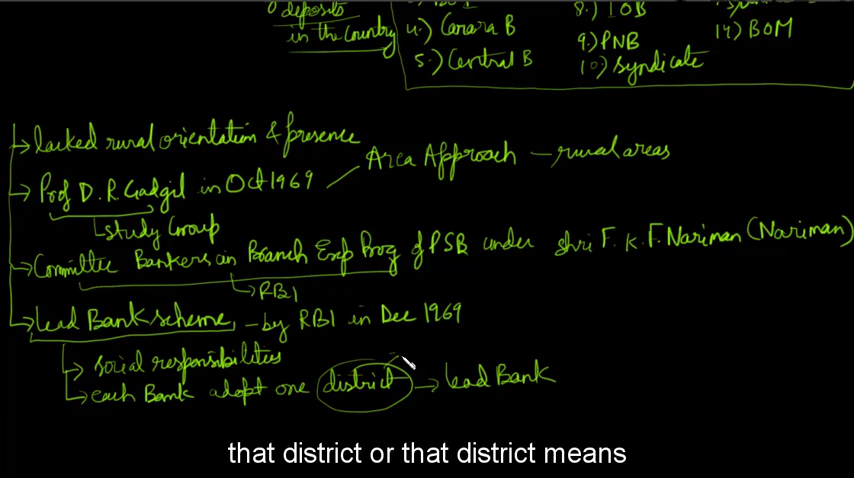 deposits
in the Country
4.) Canara B
5.) Central B
8.) IOB
9.) PNB
10.) Syndicate
14) BOM
lacked rural orientation & presence
Prof D. R. Gadgil in Oct 1969
Area Approach - rural areas
Study Group
Committee Bankers on Branch Exp Prog of PSB under Shri F. K. F. Nariman (Nariman)
RBI
Lead Bank scheme, - by RBI in Dec 1969
social responsibilities
each Bank adopt one district → Lead Bank
that district or that district means